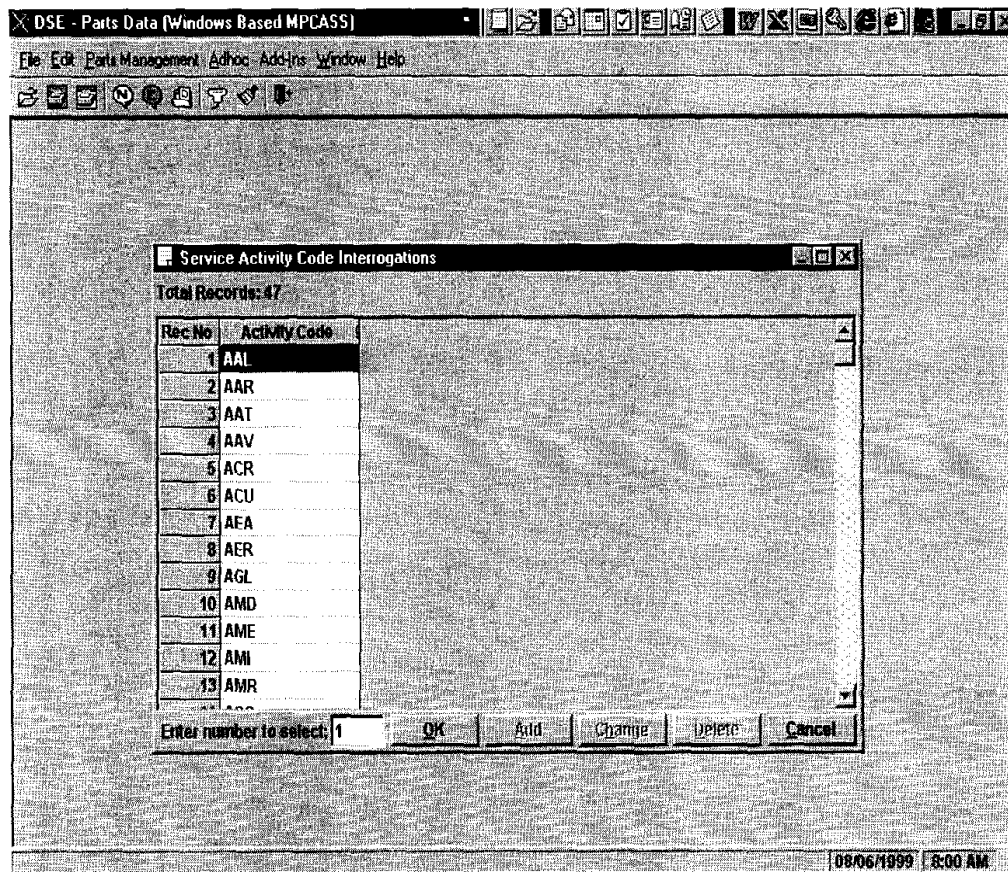 DSE - Parts Data (Windows Based MPCASS)
File Edit Parts Management Adhoc Add-Ins Window Help
Service Activity Code Interrogations
Total Records: 47
Rec No Activity Code
1 AAL
2 AAR
3 AAT
4 AAV
5 ACR
6 ACU
7 AEA
8 AER
9 AGL
10 AMD
11 AME
12 AMI
13 AMR
Enter number to select: 1 OK Add Change Delete Cancel
08/06/1999 8:00 AM